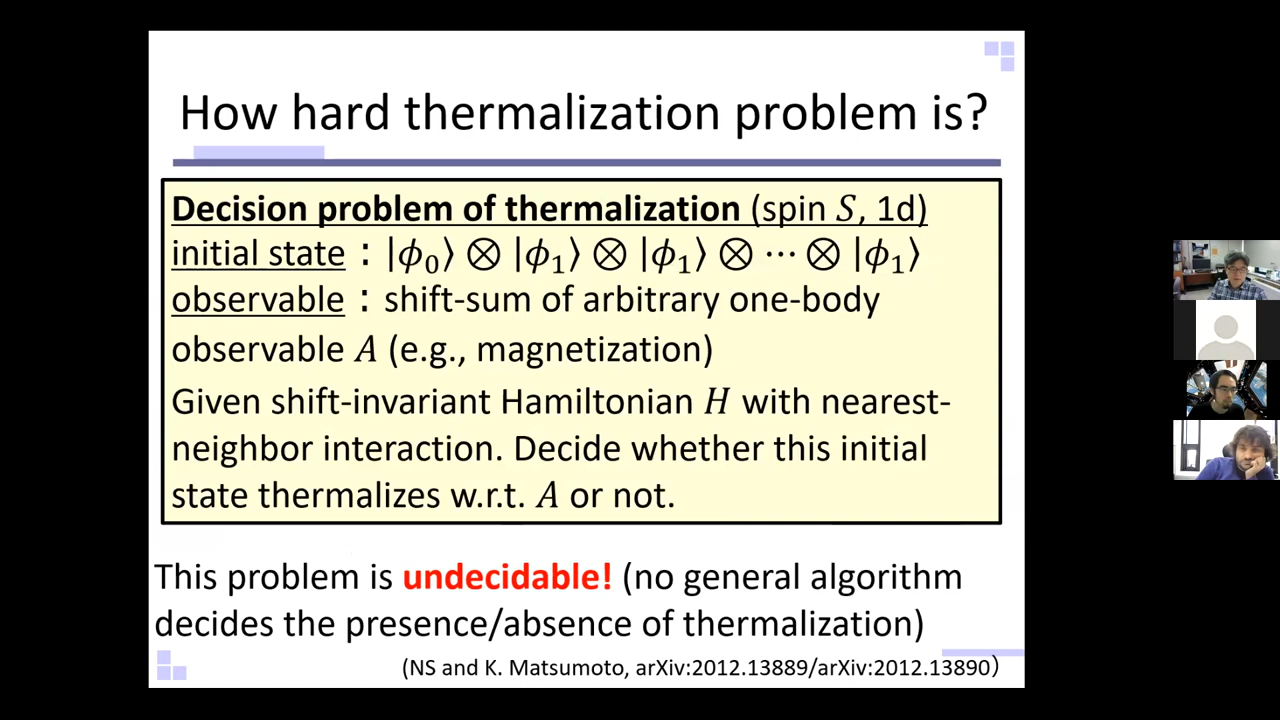 How hard thermalization problem is?
Decision problem of thermalization (spin S, 1d)
initial state : |ϕ₀⟩ ⊗ |ϕ₁⟩ ⊗ |ϕ₁⟩ ⊗ ⋯ ⊗ |ϕ₁⟩
observable : shift-sum of arbitrary one-body
observable A (e.g., magnetization)
Given shift-invariant Hamiltonian H with nearest-
neighbor interaction. Decide whether this initial
state thermalizes w.r.t. A or not.
This problem is undecidable! (no general algorithm
decides the presence/absence of thermalization)
(NS and K. Matsumoto, arXiv:2012.13889/arXiv:2012.13890)